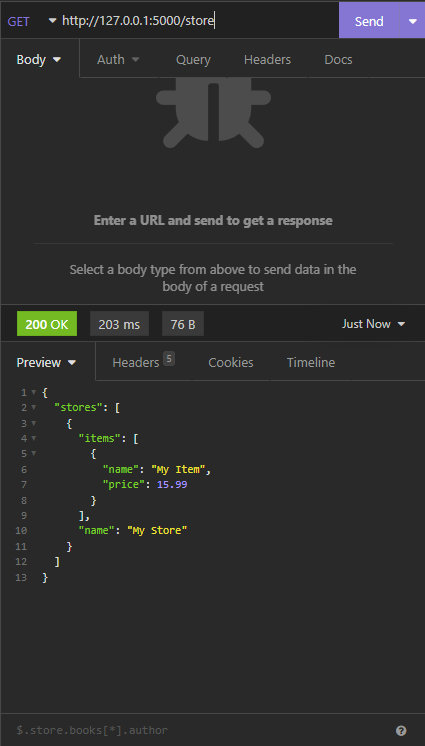 GET http://127.0.0.1:5000/store Send
Body Auth Query Headers Docs
Enter a URL and send to get a response
Select a body type from above to send data in the
body of a request
200 OK 203 ms 76 B Just Now
Preview Headers 5 Cookies Timeline
1 {
2 "stores": [
3 {
4 "items": [
5 {
6 "name": "My Item",
7 "price": 15.99
8 }
9 ],
10 "name": "My Store"
11 }
12 ]
13 }
$.store.books[*].author ?